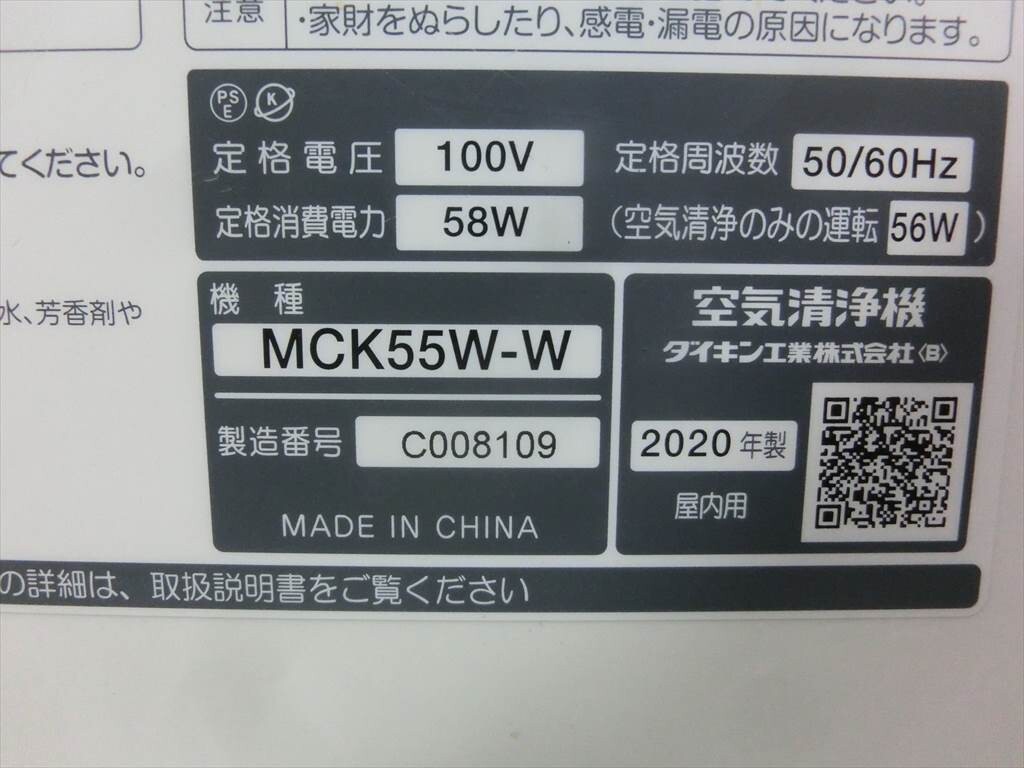 注意
・家財をぬらしたり、感電・漏電の原因になります。
てください。
水、芳香剤や
PSE K
定格電圧 100V 定格周波数 50/60Hz
定格消費電力 58W (空気清浄のみの運転 56W)
機種
MCK55W-W
製造番号 C008109
MADE IN CHINA
空気清浄機
ダイキン工業株式会社〈B〉
2020年製
屋内用
の詳細は、取扱説明書をご覧ください